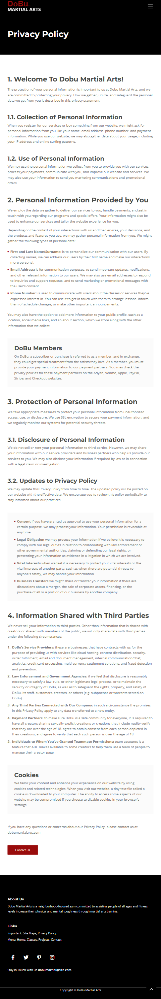 DoBu
MARTIAL ARTS
Privacy Policy
1. Welcome To Dobu Martial Arts!
The protection of your personal information is important to us at Dobu Martial Arts, and we
are committed to protecting your privacy. How we gather, utilize, and safeguard the personal
data we get from you is described in this privacy statement.
1.1. Collection of Personal Information
When you register for our services or buy something from our website, we might ask for
personal information from you like your name, email address, phone number, and payment
information. While you use our website, we may also gather data about your usage, including
your IP address and online surfing patterns.
1.2. Use of Personal Information
We may use the personal information we collect from you to provide you with our services,
process your payments, communicate with you, and improve our website and services. We
may also use your information to send you marketing communications and promotional
offers.
2. Personal Information Provided by You
We employ the data we gather to deliver our services to you, handle payments, and get in
touch with you regarding our programs and special offers. Your information might also be
used to enhance our services and tailor the website experience for you.
Depending on the context of your interactions with us and the Services, your decisions, and
the products and features you use, we may gather personal information from you. We might
gather the following types of personal data:
▪ First and Last Name/Surname: is to personalize our communication with our users. By
collecting names, we can address our users by their first name and make our interactions
more personal.
▪ Email Address: is for communication purposes, to send important updates, notifications,
and other relevant information to our users. We may also use email addresses to respond
to inquiries and support requests, and to send marketing or promotional messages with
the user's consent.
▪ Phone Number: is used to communicate with users about the classes or services they've
expressed interest in. You can use it to get in touch with them to arrange lessons, inform
them of schedule changes, or make other important announcements.
You may also have the option to add more information to your public profile, such as a
location, social media links, and an about section, which we store along with the other
information that we collect.
DoBu Members
On DoBu, a subscriber or purchase is referred to as a member, and in exchange,
they could get special treatment from the artists they love. As a member, you must
provide your payment information to our payment partners. You may check the
privacy policies for these payment partners on the Adyen, Venmo, Apple, PayPal,
Stripe, and Checkout websites.
3. Protection of Personal Information
We take appropriate measures to protect your personal information from unauthorized
access, use, or disclosure. We use SSL encryption to secure your payment information, and
we regularly monitor our systems for potential security threats.
3.1. Disclosure of Personal Information
We do not sell or rent your personal information to third parties. However, we may share
your information with our service providers and business partners who help us provide our
services to you. We may also disclose your information if required by law or in connection
with a legal claim or investigation.
3.2. Updates to Privacy Policy
We may update this Privacy Policy from time to time. The updated policy will be posted on
our website with the effective date. We encourage you to review this policy periodically to
stay informed about our practices.
▪ Consent if you have granted us approval to use your personal information for a
certain purpose, we may process your information. Your permission is revocable at
any time.
▪ Legal Obligation we may process your information if we believe it is necessary to
comply with our legal duties in relation to collaborating with law enforcement or
other governmental authorities, claiming or defending our legal rights, or
presenting your information as evidence in a litigation in which we are involved.
▪ Vital Interests when we feel it is necessary to protect your vital interests or the
vital interests of another party, such as when there are potential threats to
anyone's safety, we may handle your information.
▪ Business Transfers we might share or transfer your information if there are
discussions about a merger, the sale of corporate assets, financing, or the
purchase of all or a portion of our business by another company.
4. Information Shared with Third Parties
We never sell your information to third parties. Other than information that is shared with
creators or shared with members of the public, we will only share data with third parties
under the following circumstances:
1. DoBu's Service Providers: these are businesses that have contracts with us for the
purpose of providing us with services like cloud hosting, content distribution, security,
order fulfillment, email and document management, internal communication/chat,
analytics, credit card processing, multi-currency settlement solutions, and fraud detection
and prevention.
2. Law Enforcement and Government Agencies: if we feel that disclosure is reasonably
necessary to satisfy a law, rule, or other legitimate legal process, or to maintain the
security or integrity of DoBu, as well as to safeguard the rights, property, and safety of
DoBu, its staff, customers, creators, or others (e.g. subpoenas or warrants served on
DoBu).
3. Any Third Parties Connected with Our Company: in such a circumstance the promises
in this Privacy Policy apply to any data transferred to a new entity.
4. Payment Partners: to make sure DoBu is a safe community for everyone, it is required to
have all creators sharing sexually explicit creations or creations that include nudity verify
that they are over the age of 18, agree to obtain consent from each person depicted in
their creations, and agree to verify that each such person is over the age of 18.
5. Individuals to Whom You've Granted Teammate Permissions: team accounts is a
feature that ABC makes available to some creators to help them use a team of people to
manage their creator page.
Cookies
We tailor your content and enhance your experience on our website by using
cookies and related technologies. When you visit our website, a tiny text file called a
cookie is downloaded to your computer. The ability to access some aspects of our
website may be compromised if you choose to disable cookies in your browser's
settings.
If you have any questions or concerns about our Privacy Policy, please contact us at
dobumartialarts.com
Contact Us
About Us
Dobu Martial Arts is a neighborhood-focused gym committed to assisting people of all ages and fitness
levels increase their physical and mental toughness through martial arts training
Links
Important: Site Maps, Privacy Policy
Menu: Home, Classes, Projects, Contact
Stay In Touch With Us dobumartial@site.com
Copyright © DoBu Martial Arts